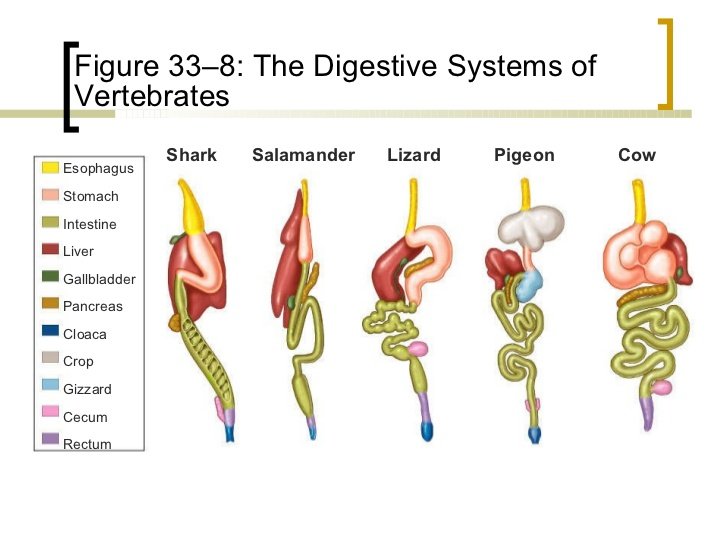 Figure 33–8: The Digestive Systems of
Vertebrates
Shark Salamander Lizard Pigeon Cow
Esophagus
Stomach
Intestine
Liver
Gallbladder
Pancreas
Cloaca
Crop
Gizzard
Cecum
Rectum